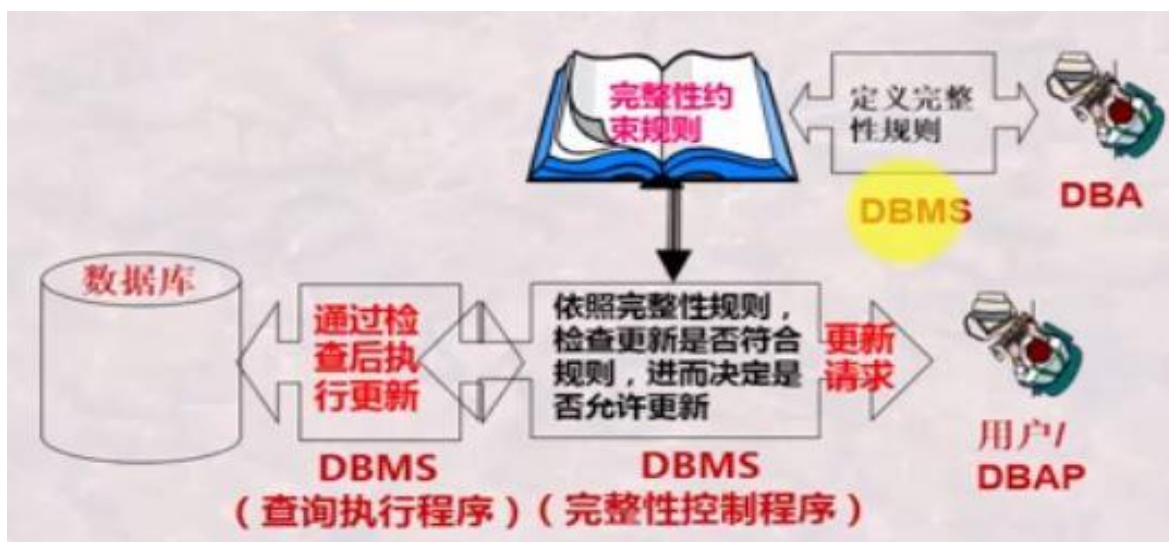 完整性约
束规则
定义完整
性规则
DBMS
DBA
数据库
通过检
查后执
行更新
依照完整性规则，
检查更新是否符合
规则，进而决定是
否允许更新
更新
请求
用户/
DBAP
DBMS
（查询执行程序）
DBMS
（完整性控制程序）